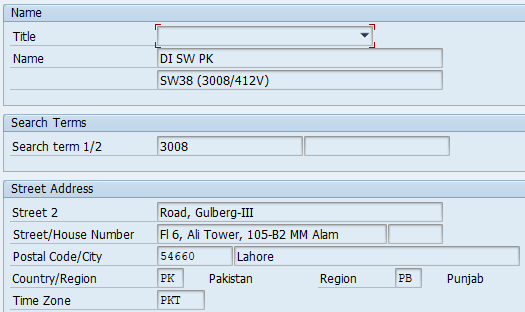 Name
Title
Name DI SW PK
SW38 (3008/412V)
Search Terms
Search term 1/2 3008
Street Address
Street 2 Road, Gulberg-III
Street/House Number Fl 6, Ali Tower, 105-B2 MM Alam
Postal Code/City 54660 Lahore
Country/Region PK Pakistan Region PB Punjab
Time Zone PKT